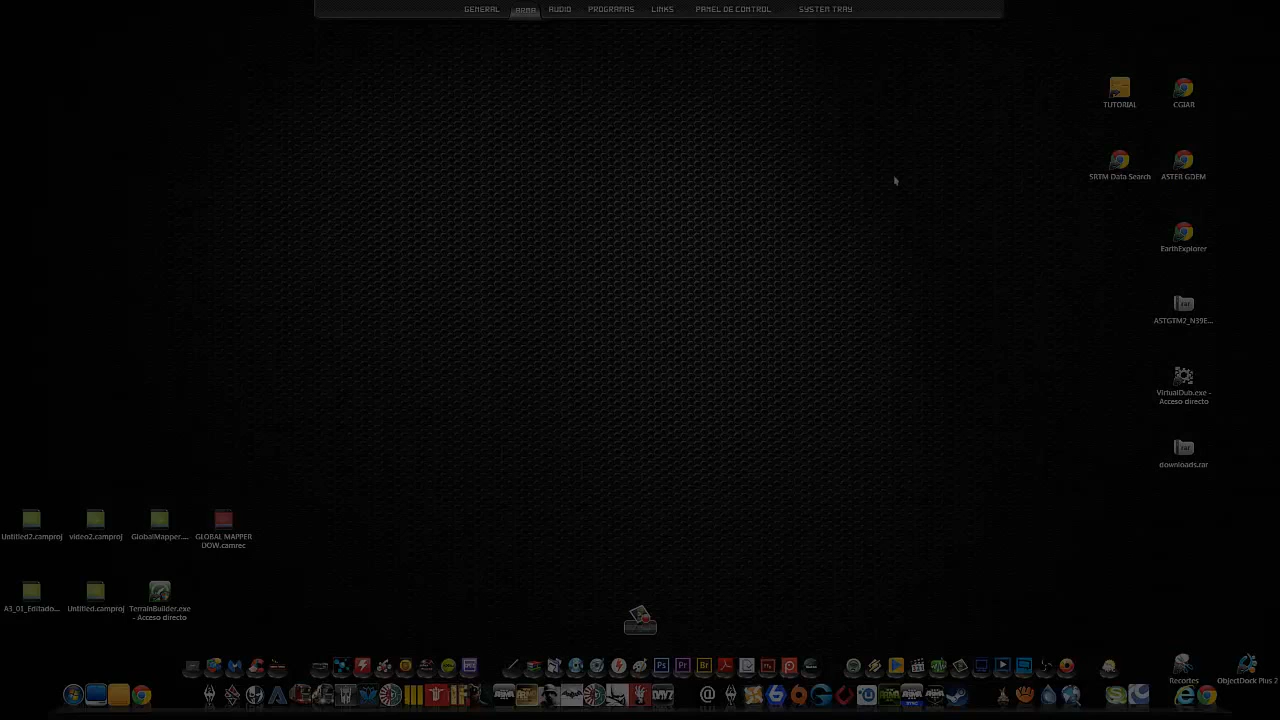 GENERAL
ARMA
AUDIO
PROGRAMAS
LINKS
PANEL DE CONTROL
SYSTEM TRAY
TUTORIAL
CGIAR
SRTM Data Search
ASTER GDEM
EarthExplorer
ASTGTM2_N39E...
VirtualDub.exe -
Acceso directo
downloads.rar
Untitled2.camproj
video2.camproj
GlobalMapper....
GLOBAL MAPPER
DOW.camrec
A3_01_Editado...
Untitled.camproj
TerrainBuilder.exe
- Acceso directo
Recortes
ObjectDock Plus 2